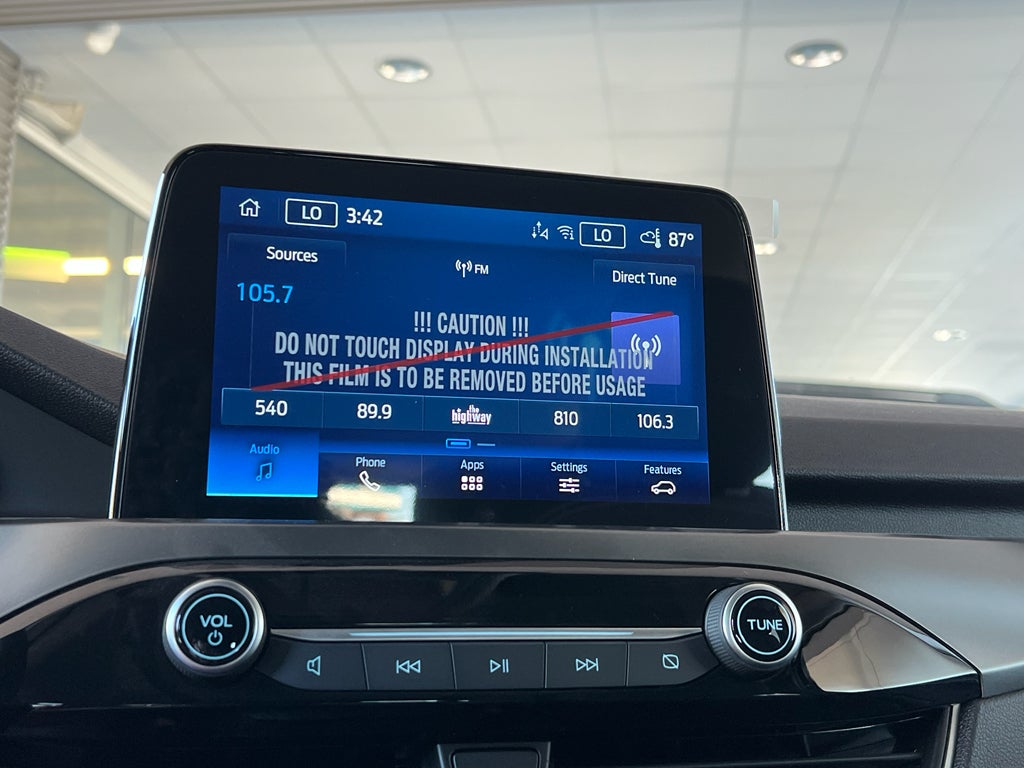 LO 3:42 LO 87°
Sources FM Direct Tune
105.7
!!! CAUTION !!!
DO NOT TOUCH DISPLAY DURING INSTALLATION
THIS FILM IS TO BE REMOVED BEFORE USAGE
540 89.9 the highway 810 106.3
Audio Phone Apps Settings Features
VOL TUNE